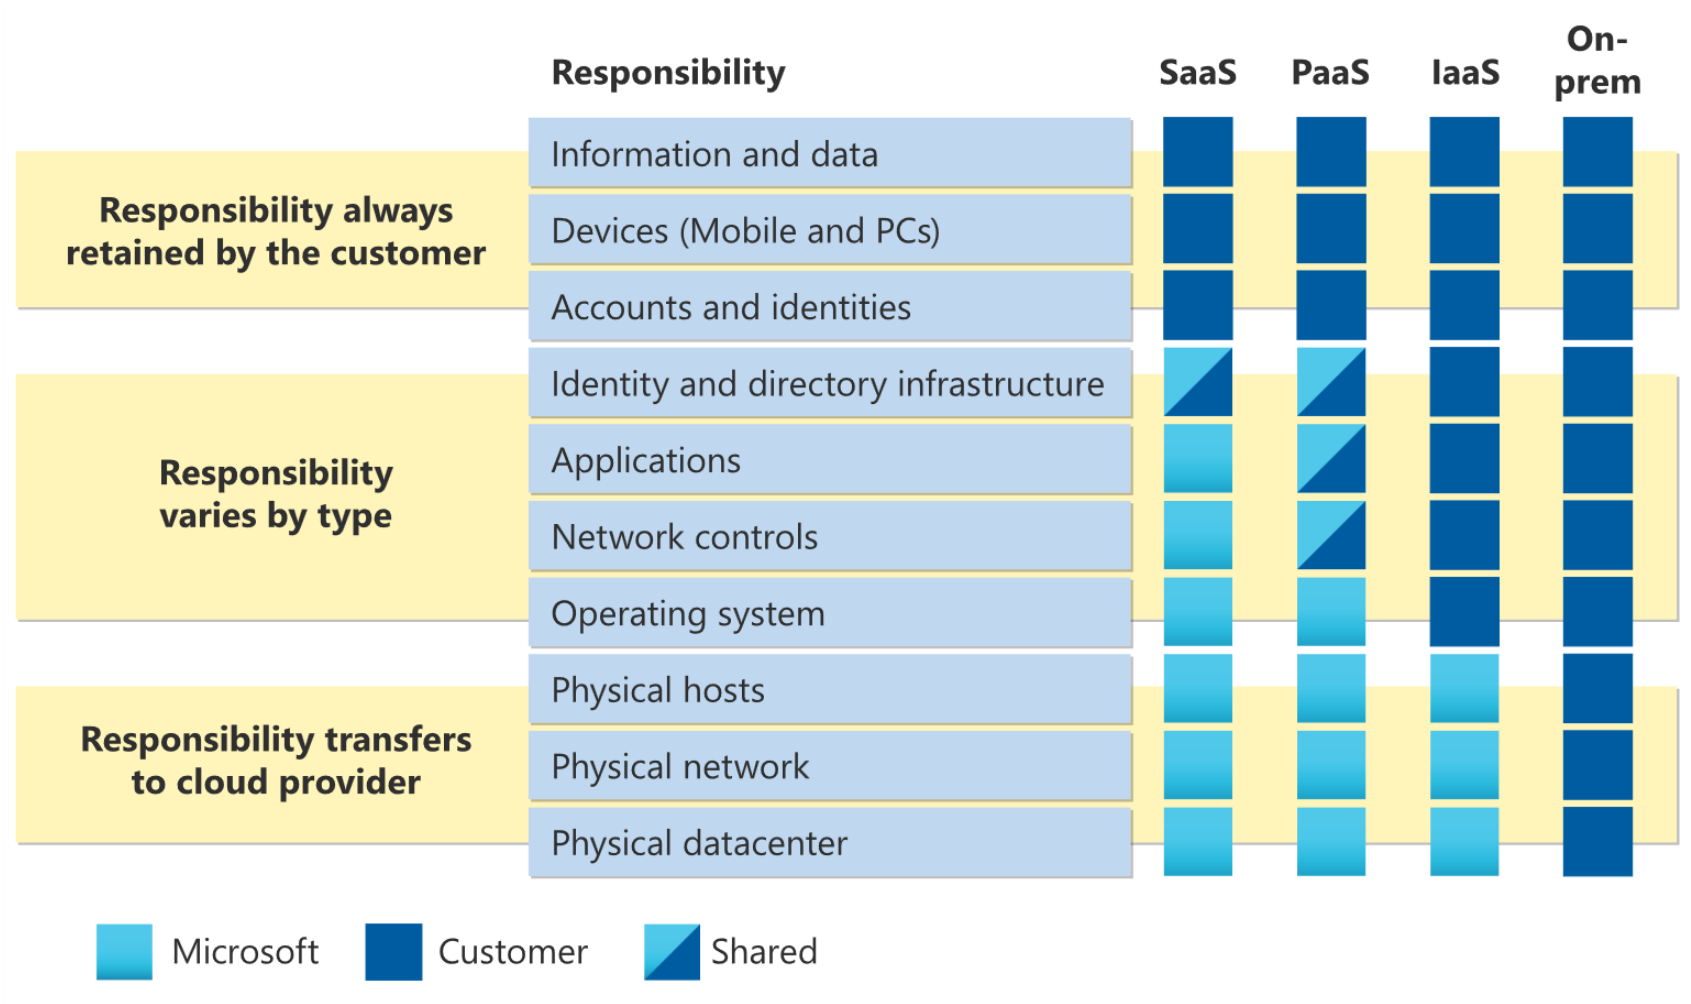 Responsibility SaaS PaaS IaaS On-
prem
Responsibility always
retained by the customer
Information and data
Devices (Mobile and PCs)
Accounts and identities
Responsibility
varies by type
Identity and directory infrastructure
Applications
Network controls
Operating system
Responsibility transfers
to cloud provider
Physical hosts
Physical network
Physical datacenter
Microsoft Customer Shared